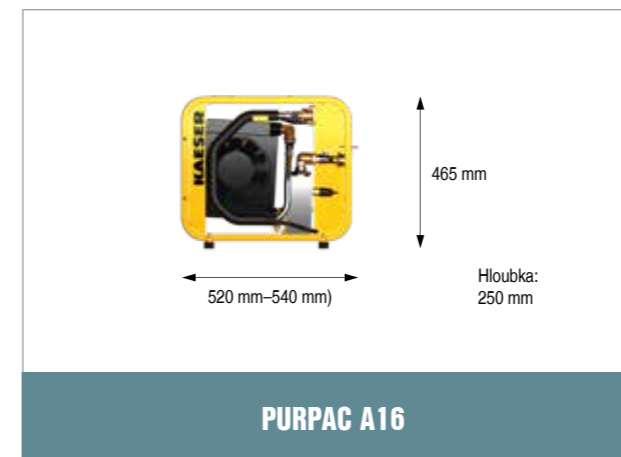 KAESER
465 mm
520 mm–540 mm)
Hloubka:
250 mm
PURPAC A16